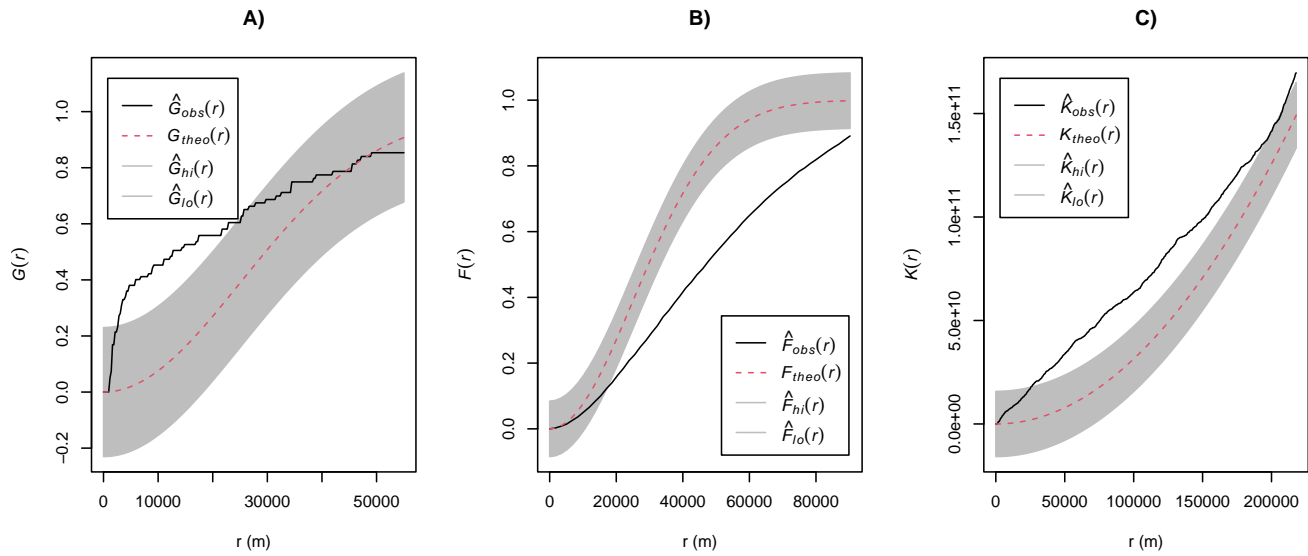 A)
B)
C)
Ĝobs(r)
Gtheo(r)
Ĝhi(r)
Ĝlo(r)
G(r)
−0.2
0.0
0.2
0.4
0.6
0.8
1.0
0
10000
30000
50000
r (m)
F̂obs(r)
Ftheo(r)
F̂hi(r)
F̂lo(r)
F(r)
0.0
0.2
0.4
0.6
0.8
1.0
0
20000
40000
60000
80000
r (m)
K̂obs(r)
Ktheo(r)
K̂hi(r)
K̂lo(r)
K(r)
0.0e+00
5.0e+10
1.0e+11
1.5e+11
0
50000
100000
150000
200000
r (m)